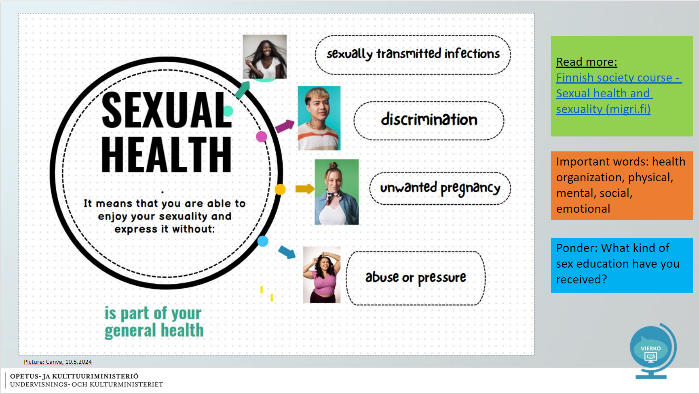 SEXUAL
HEALTH
It means that you are able to
enjoy your sexuality and
express it without:
is part of your
general health
sexually transmitted infections
discrimination
unwanted pregnancy
abuse or pressure
Read more:
Finnish society course -
Sexual health and
sexuality (migri.fi)
Important words: health
organization, physical,
mental, social,
emotional
Ponder: What kind of
sex education have you
received?
VIERKO
Picture: Canva, 10.5.2024
OPETUS- JA KULTTUURIMINISTERIÖ
UNDERVISNINGS- OCH KULTURMINISTERIET